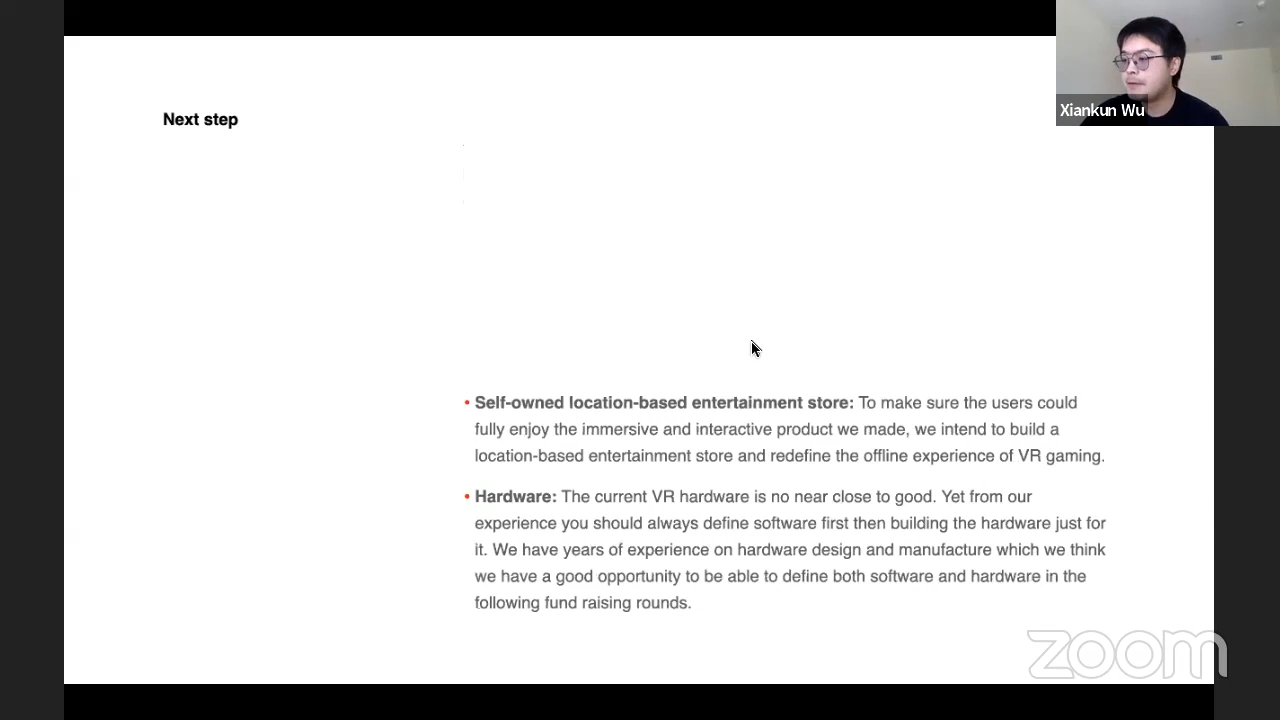 Next step
Xiankun Wu
• Self-owned location-based entertainment store: To make sure the users could
fully enjoy the immersive and interactive product we made, we intend to build a
location-based entertainment store and redefine the offline experience of VR gaming.
• Hardware: The current VR hardware is no near close to good. Yet from our
experience you should always define software first then building the hardware just for
it. We have years of experience on hardware design and manufacture which we think
we have a good opportunity to be able to define both software and hardware in the
following fund raising rounds.
zoom